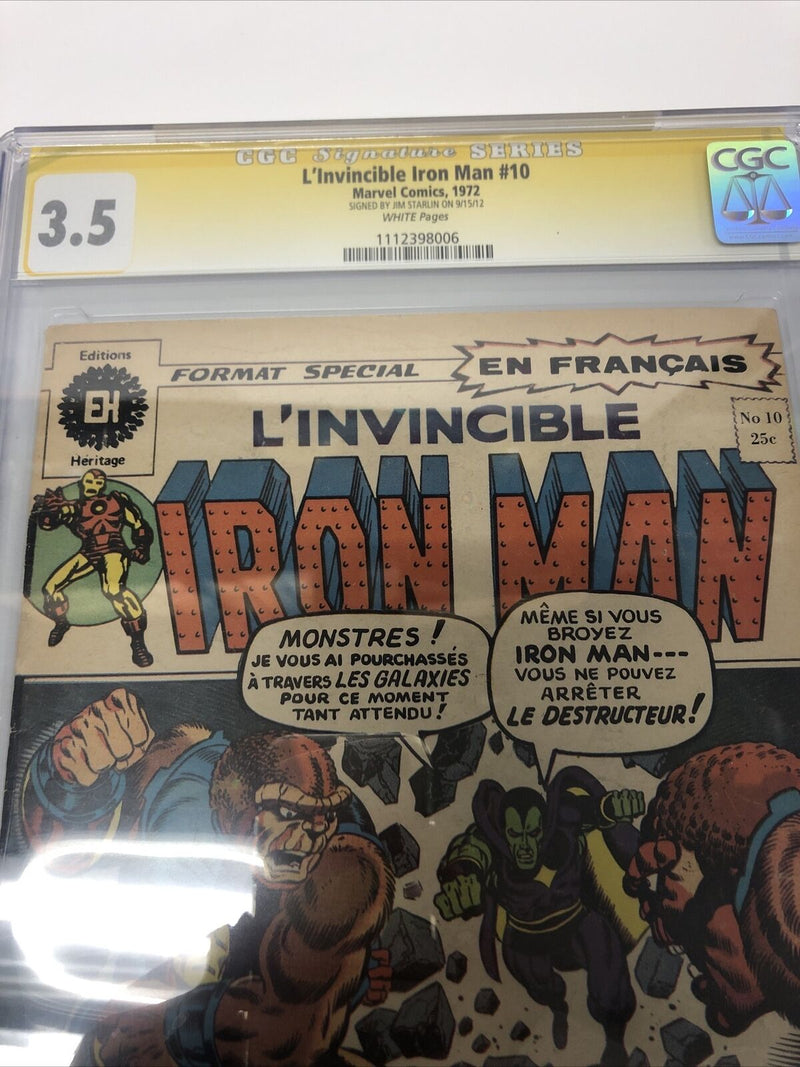 CGC Signature SERIES
L'Invincible Iron Man #10
Marvel Comics, 1972
SIGNED BY JIM STARLIN ON 9/15/12
WHITE Pages
1112398006
3.5
CGC
Editions
EH
Héritage
FORMAT SPECIAL
EN FRANÇAIS
L'INVINCIBLE
No 10
25c
IRON MAN
MONSTRES !
JE VOUS AI POURCHASSÉS
À TRAVERS LES GALAXIES
POUR CE MOMENT
TANT ATTENDU !
MÊME SI VOUS
BROYEZ
IRON MAN---
VOUS NE POUVEZ
ARRÊTER
LE DESTRUCTEUR!